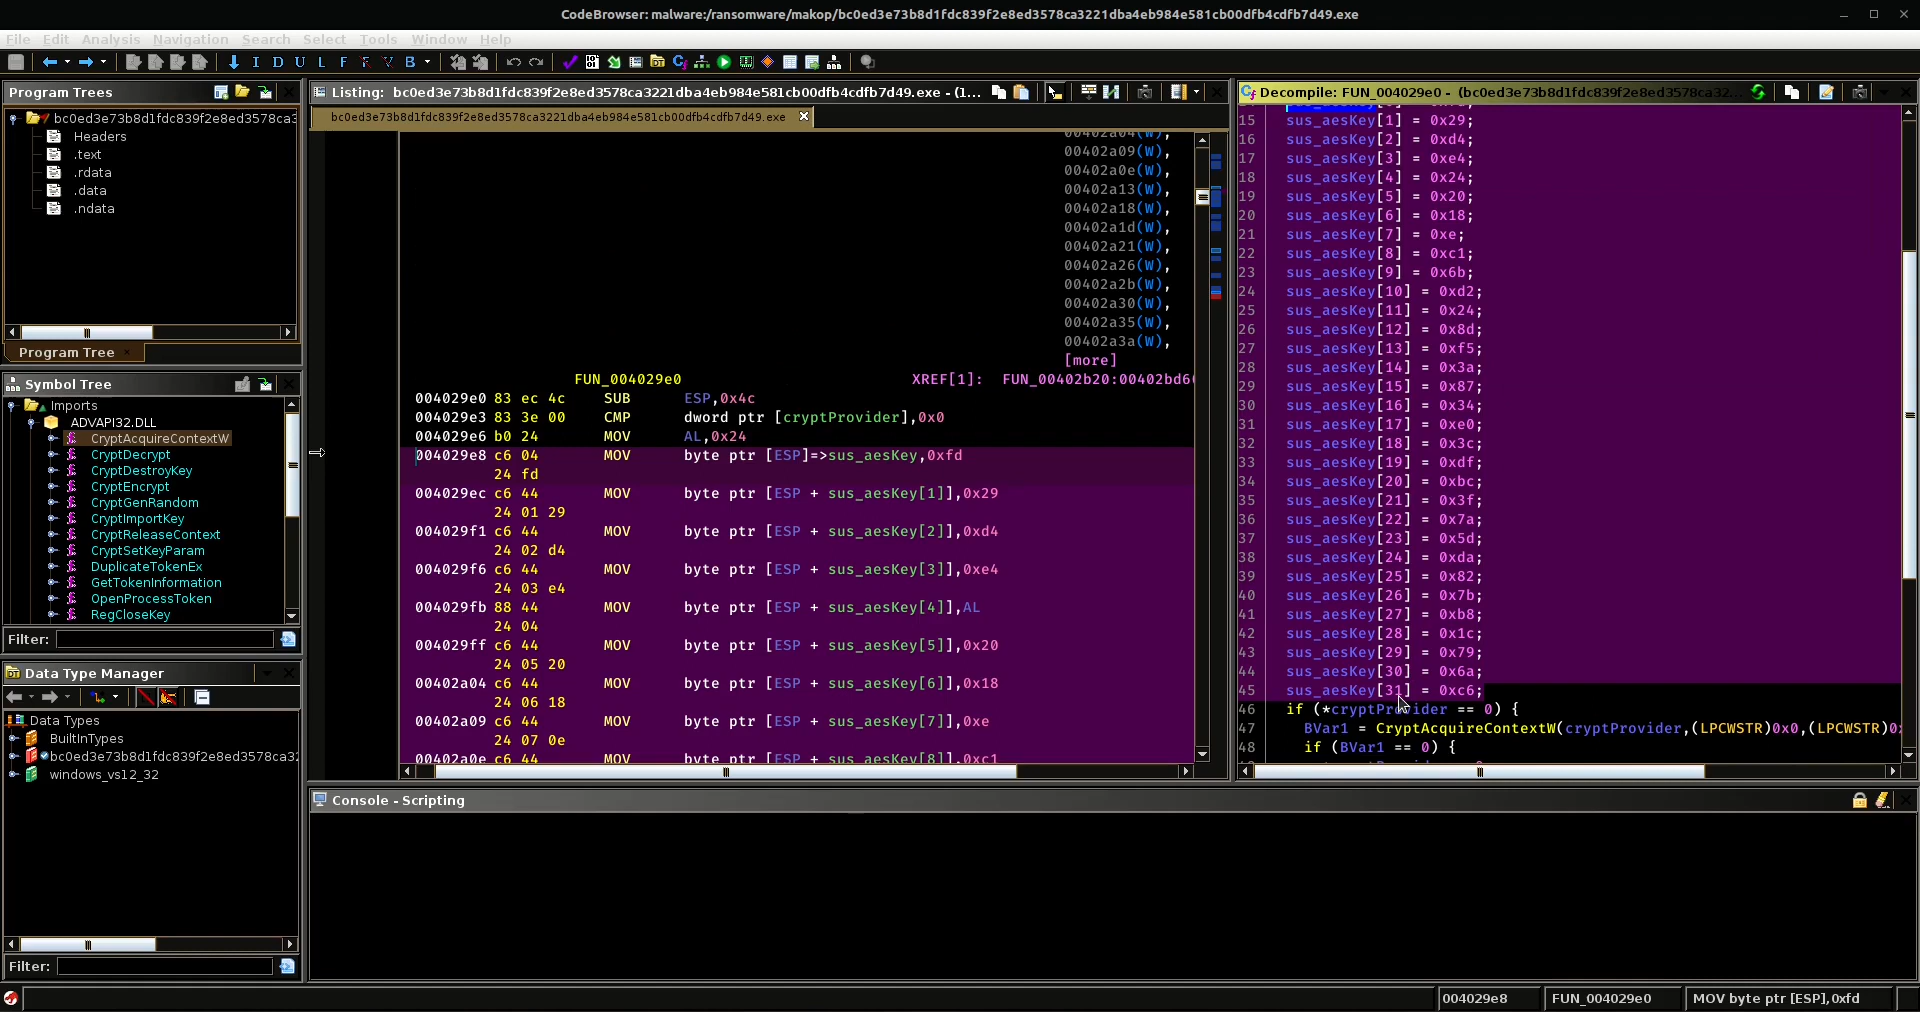 CodeBrowser: malware:/ransomware/makop/bc0ed3e73b8d1fdc839f2e8ed3578ca3221dba4eb984e581cb00dfb4cdfb7d49.exe
File Edit Analysis Navigation Search Select Tools Window Help
I D U L F F V B
Program Trees
bc0ed3e73b8d1fdc839f2e8ed3578ca3
Headers
.text
.rdata
.data
.ndata
Program Tree
Symbol Tree
Imports
ADVAPI32.DLL
CryptAcquireContextW
CryptDecrypt
CryptDestroyKey
CryptEncrypt
CryptGenRandom
CryptImportKey
CryptReleaseContext
CryptSetKeyParam
DuplicateTokenEx
GetTokenInformation
OpenProcessToken
RegCloseKey
Filter:
Data Type Manager
Data Types
BuiltInTypes
bc0ed3e73b8d1fdc839f2e8ed3578ca32
windows_vs12_32
Filter:
Listing: bc0ed3e73b8d1fdc839f2e8ed3578ca3221dba4eb984e581cb00dfb4cdfb7d49.exe - (1...
bc0ed3e73b8d1fdc839f2e8ed3578ca3221dba4eb984e581cb00dfb4cdfb7d49.exe
00402a04(W),
00402a09(W),
00402a0e(W),
00402a13(W),
00402a18(W),
00402a1d(W),
00402a21(W),
00402a26(W),
00402a2b(W),
00402a30(W),
00402a35(W),
00402a3a(W),
[more]
FUN_004029e0 XREF[1]: FUN_00402b20:00402bd6(
004029e0 83 ec 4c SUB ESP,0x4c
004029e3 83 3e 00 CMP dword ptr [cryptProvider],0x0
004029e6 b0 24 MOV AL,0x24
004029e8 c6 04 MOV byte ptr [ESP]=>sus_aesKey,0xfd
24 fd
004029ec c6 44 MOV byte ptr [ESP + sus_aesKey[1]],0x29
24 01 29
004029f1 c6 44 MOV byte ptr [ESP + sus_aesKey[2]],0xd4
24 02 d4
004029f6 c6 44 MOV byte ptr [ESP + sus_aesKey[3]],0xe4
24 03 e4
004029fb 88 44 MOV byte ptr [ESP + sus_aesKey[4]],AL
24 04
004029ff c6 44 MOV byte ptr [ESP + sus_aesKey[5]],0x20
24 05 20
00402a04 c6 44 MOV byte ptr [ESP + sus_aesKey[6]],0x18
24 06 18
00402a09 c6 44 MOV byte ptr [ESP + sus_aesKey[7]],0xe
24 07 0e
00402a0e c6 44 MOV byte ptr [ESP + sus_aesKey[8]],0xc1
Decompile: FUN_004029e0 - (bc0ed3e73b8d1fdc839f2e8ed3578ca32...
15 sus_aesKey[1] = 0x29;
16 sus_aesKey[2] = 0xd4;
17 sus_aesKey[3] = 0xe4;
18 sus_aesKey[4] = 0x24;
19 sus_aesKey[5] = 0x20;
20 sus_aesKey[6] = 0x18;
21 sus_aesKey[7] = 0xe;
22 sus_aesKey[8] = 0xc1;
23 sus_aesKey[9] = 0x6b;
24 sus_aesKey[10] = 0xd2;
25 sus_aesKey[11] = 0x24;
26 sus_aesKey[12] = 0x8d;
27 sus_aesKey[13] = 0xf5;
28 sus_aesKey[14] = 0x3a;
29 sus_aesKey[15] = 0x87;
30 sus_aesKey[16] = 0x34;
31 sus_aesKey[17] = 0xe0;
32 sus_aesKey[18] = 0x3c;
33 sus_aesKey[19] = 0xdf;
34 sus_aesKey[20] = 0xbc;
35 sus_aesKey[21] = 0x3f;
36 sus_aesKey[22] = 0x7a;
37 sus_aesKey[23] = 0x5d;
38 sus_aesKey[24] = 0xda;
39 sus_aesKey[25] = 0x82;
40 sus_aesKey[26] = 0x7b;
41 sus_aesKey[27] = 0xb8;
42 sus_aesKey[28] = 0x1c;
43 sus_aesKey[29] = 0x79;
44 sus_aesKey[30] = 0x6a;
45 sus_aesKey[31] = 0xc6;
46 if (*cryptProvider == 0) {
47 BVar1 = CryptAcquireContextW(cryptProvider,(LPCWSTR)0x0,(LPCWSTR)0x
48 if (BVar1 == 0) {
Console - Scripting
004029e8 FUN_004029e0 MOV byte ptr [ESP],0xfd